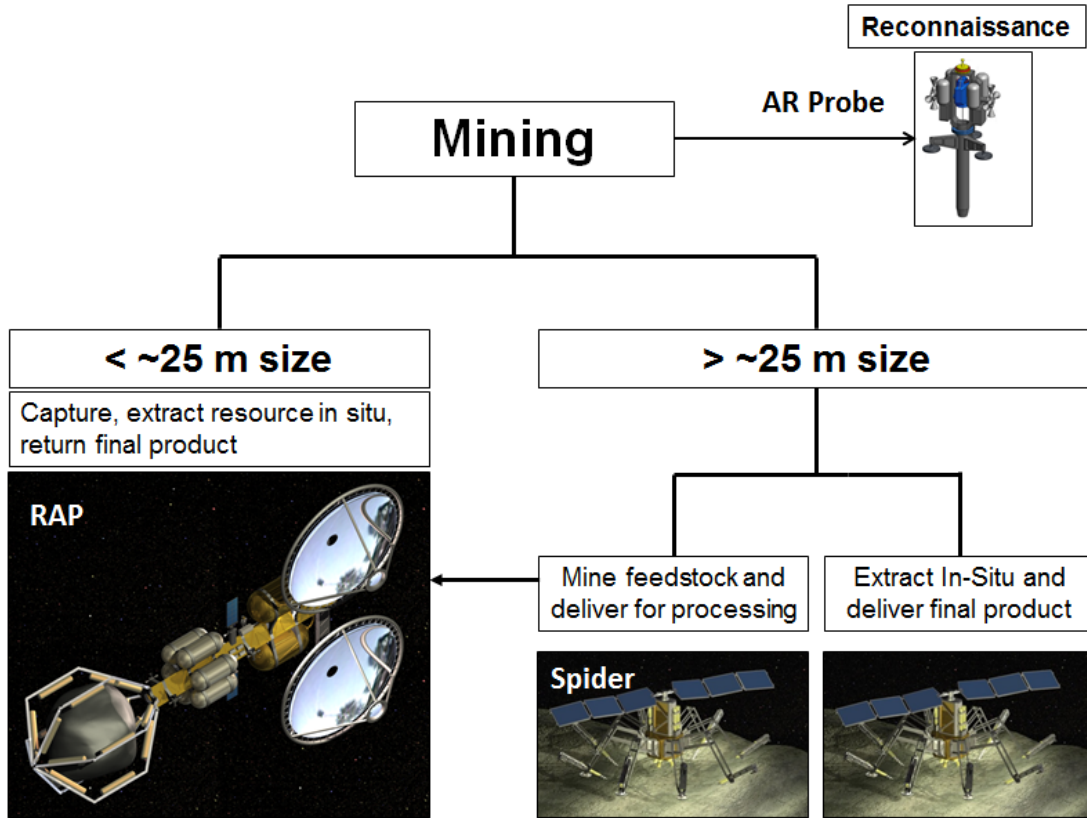 Reconnaissance
AR Probe
Mining
< ~25 m size
> ~25 m size
Capture, extract resource in situ,
return final product
RAP
Mine feedstock and
deliver for processing
Extract In-Situ and
deliver final product
Spider